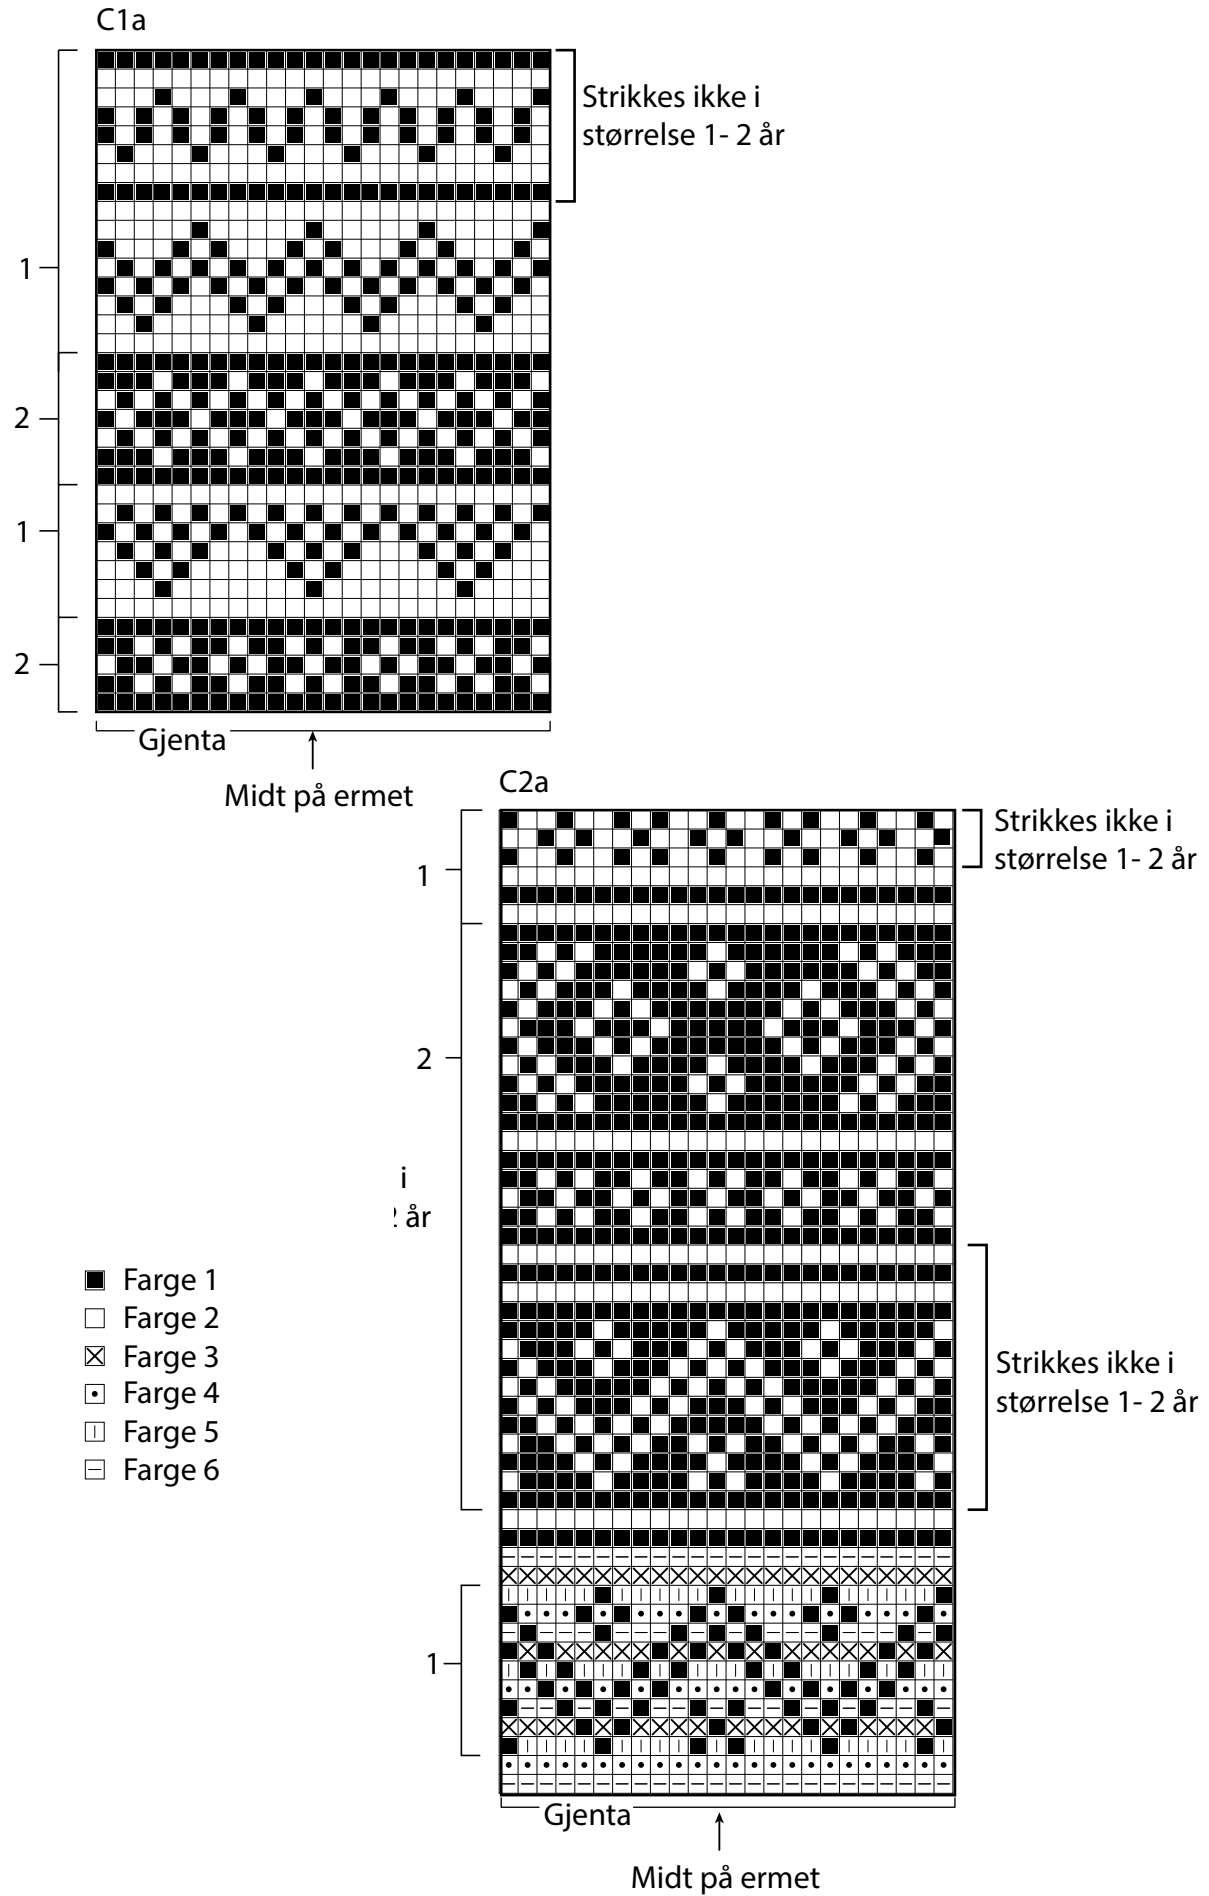 C1a
Strikkes ikke i
størrelse 1- 2 år
1
2
1
2
Gjenta
Midt på ermet
C2a
Strikkes ikke i
størrelse 1- 2 år
1
2
i
år
Farge 1
Farge 2
Farge 3
Farge 4
Farge 5
Farge 6
Strikkes ikke i
størrelse 1- 2 år
1
Gjenta
Midt på ermet